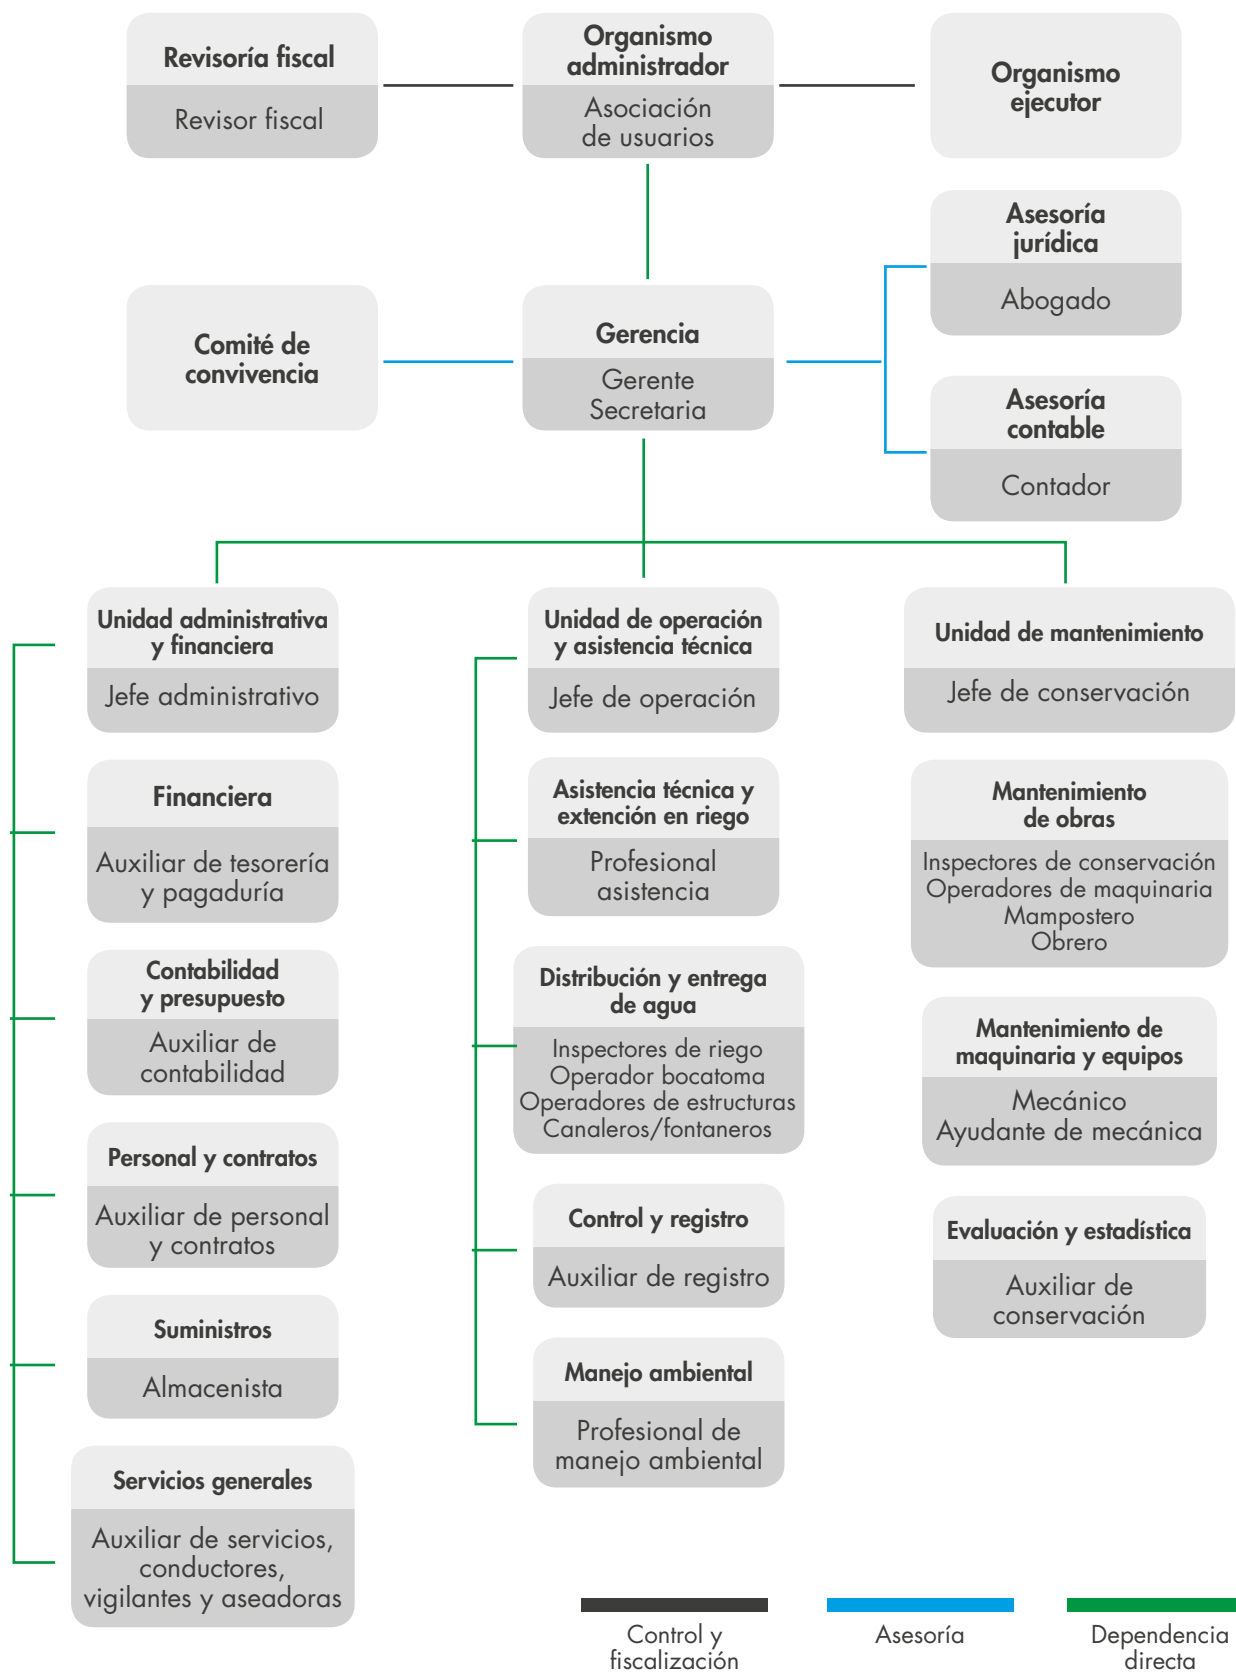 Revisoría fiscal
Revisor fiscal
Organismo
administrador
Asociación
de usuarios
Organismo
ejecutor
Asesoría
jurídica
Abogado
Comité de
convivencia
Gerencia
Gerente
Secretaria
Asesoría
contable
Contador
Unidad administrativa
y financiera
Jefe administrativo
Financiera
Auxiliar de tesorería
y pagaduría
Contabilidad
y presupuesto
Auxiliar de
contabilidad
Personal y contratos
Auxiliar de personal
y contratos
Suministros
Almacenista
Servicios generales
Auxiliar de servicios,
conductores,
vigilantes y aseadoras
Unidad de operación
y asistencia técnica
Jefe de operación
Asistencia técnica y
extención en riego
Profesional
asistencia
Distribución y entrega
de agua
Inspectores de riego
Operador bocatoma
Operadores de estructuras
Canaleros/fontaneros
Control y registro
Auxiliar de registro
Manejo ambiental
Profesional de
manejo ambiental
Unidad de mantenimiento
Jefe de conservación
Mantenimiento
de obras
Inspectores de conservación
Operadores de maquinaria
Mampostero
Obrero
Mantenimiento de
maquinaria y equipos
Mecánico
Ayudante de mecánica
Evaluación y estadística
Auxiliar de
conservación
Control y
fiscalización
Asesoría
Dependencia
directa